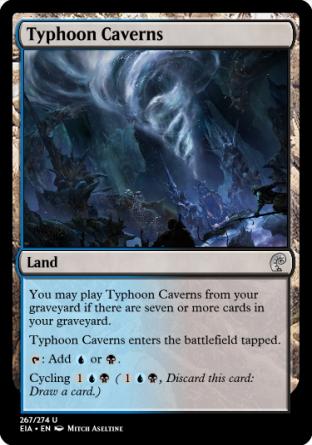 Typhoon Caverns
Land
You may play Typhoon Caverns from your
graveyard if there are seven or more cards in
your graveyard.
Typhoon Caverns enters the battlefield tapped.
: Add or .
Cycling 1 ( 1 , Discard this card:
Draw a card.)
267/274 U
EIA • EN Mitch Aseltine